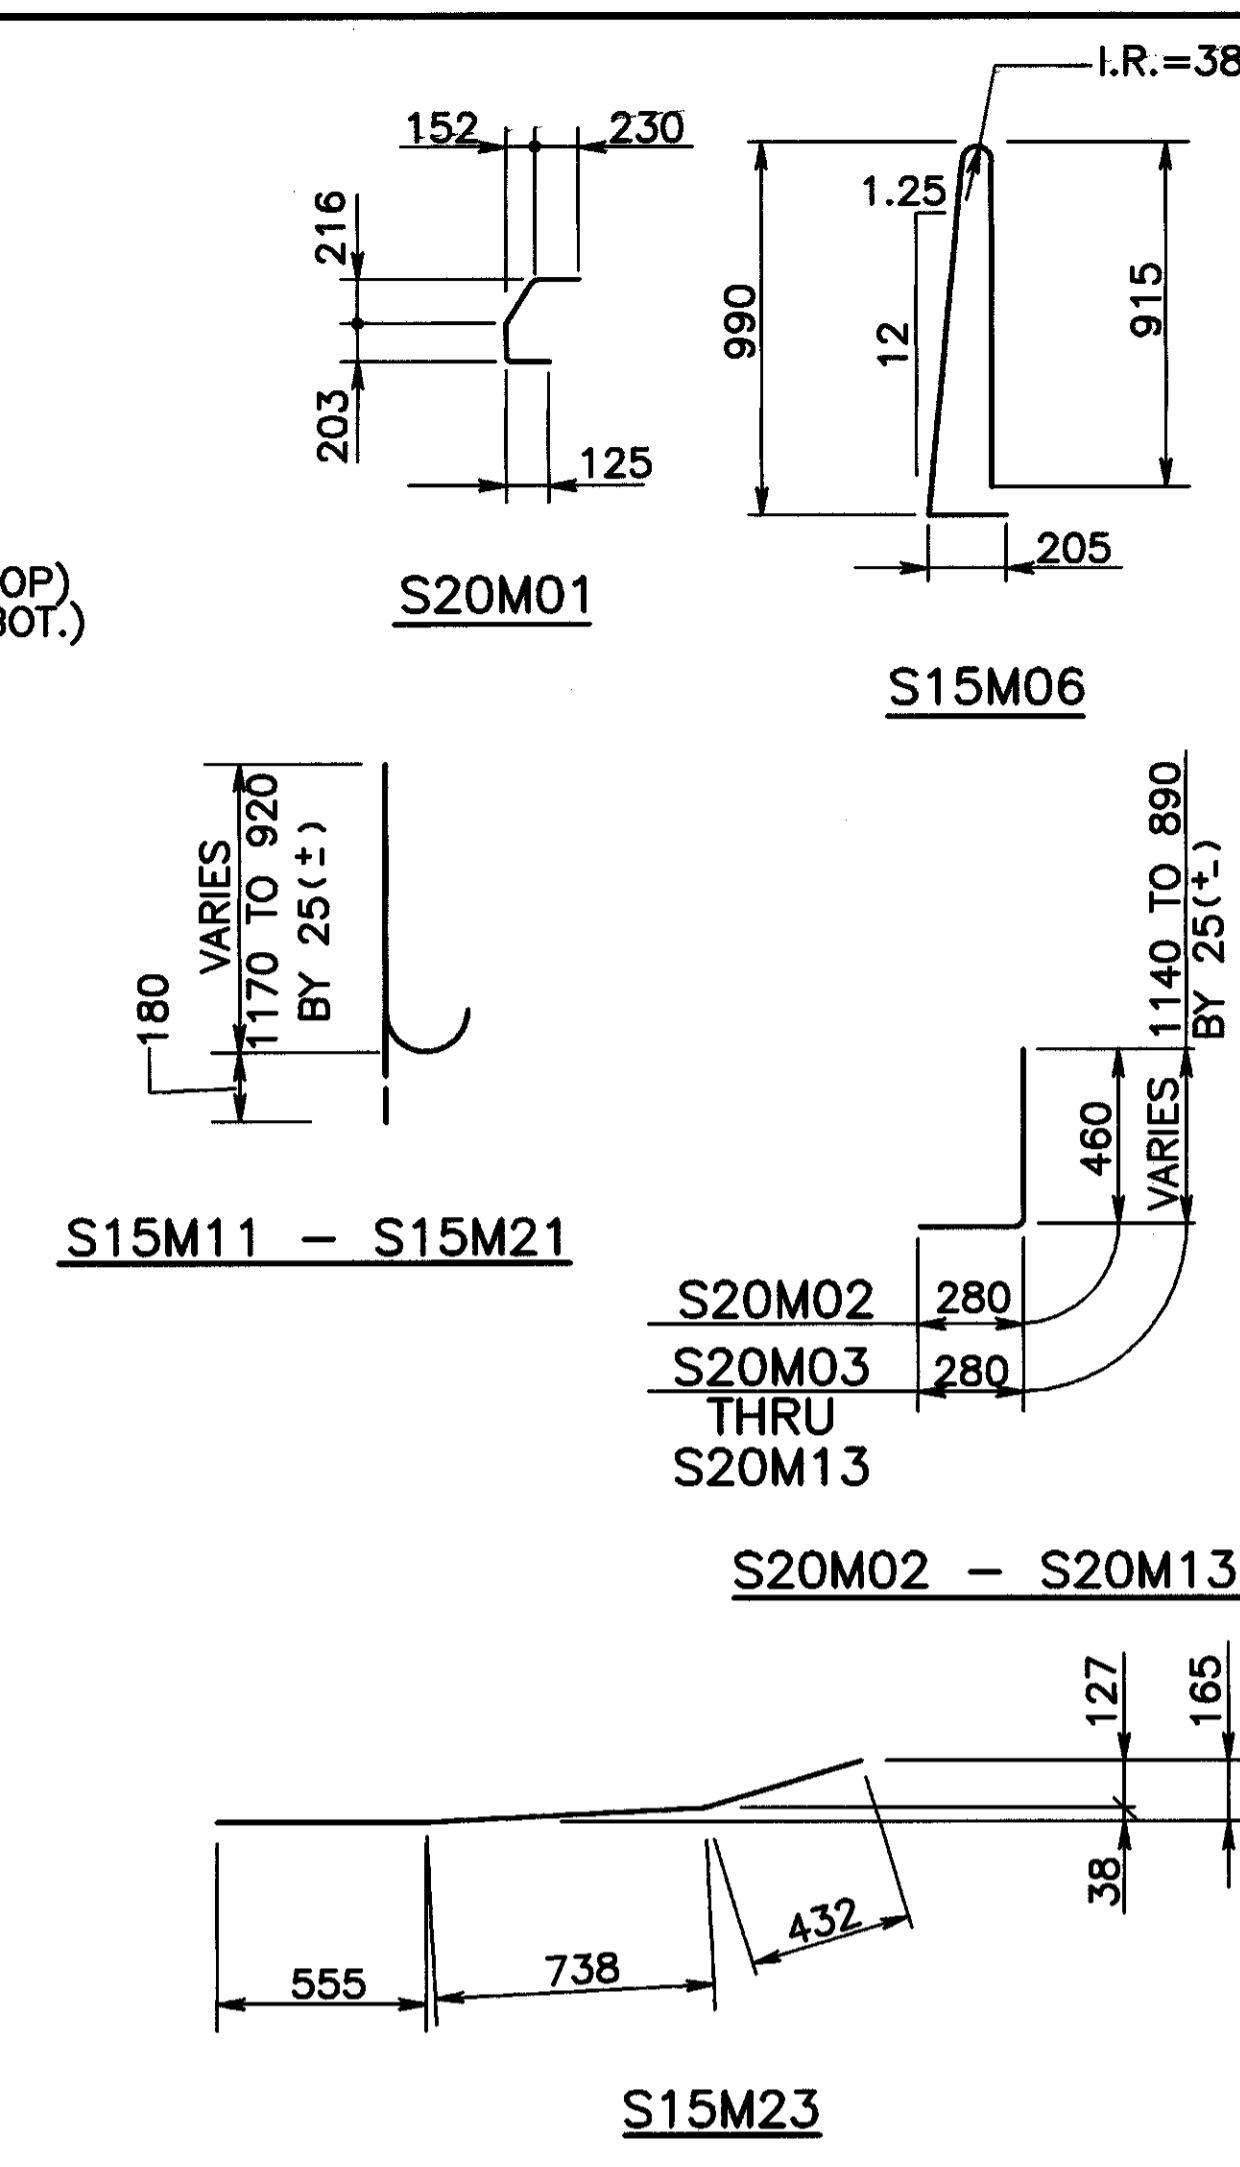 I.R.=38
152
230
216
203
125
S20M01
1.25
990
12
915
205
S15M06
OP)
BOT.)
VARIES
1170 TO 920
BY 25(±)
180
S15M11 – S15M21
1140 TO 890
BY 25(±)
460
VARIES
S20M02
280
S20M03
280
THRU
S20M13
S20M02 – S20M13
127
165
38
432
738
555
S15M23